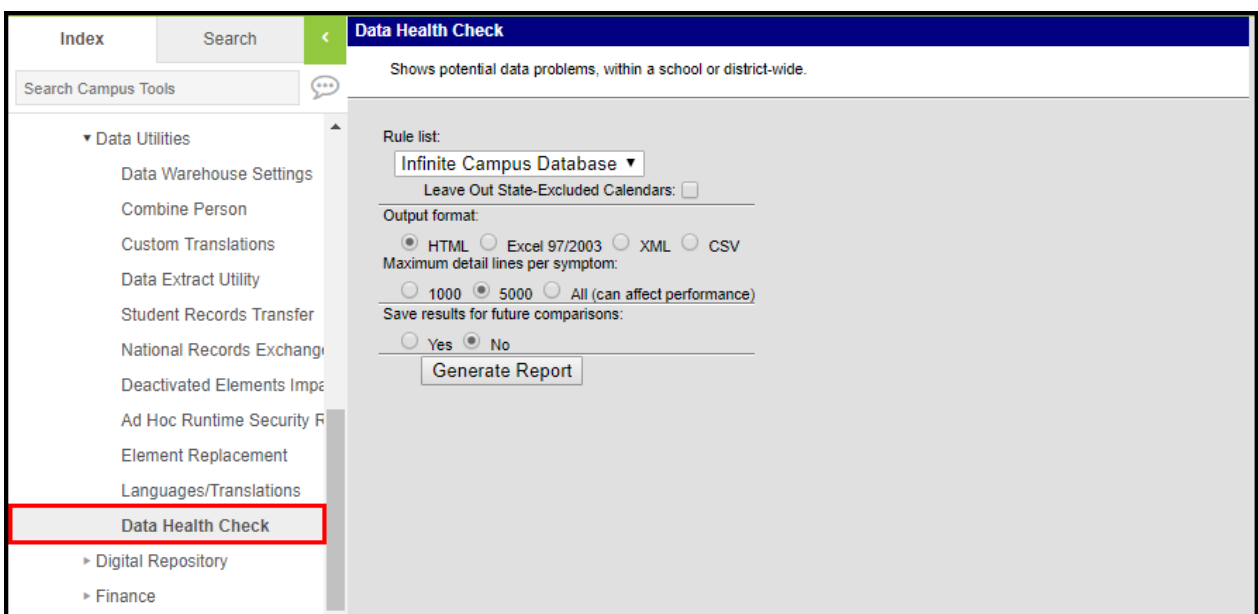 Index
Search
Search Campus Tools
Data Utilities
Data Warehouse Settings
Combine Person
Custom Translations
Data Extract Utility
Student Records Transfer
National Records Exchang
Deactivated Elements Impa
Ad Hoc Runtime Security R
Element Replacement
Languages/Translations
Data Health Check
Digital Repository
Finance
Data Health Check
Shows potential data problems, within a school or district-wide.
Rule list:
Infinite Campus Database
Leave Out State-Excluded Calendars:
Output format:
HTML Excel 97/2003 XML CSV
Maximum detail lines per symptom:
1000 5000 All (can affect performance)
Save results for future comparisons:
Yes No
Generate Report